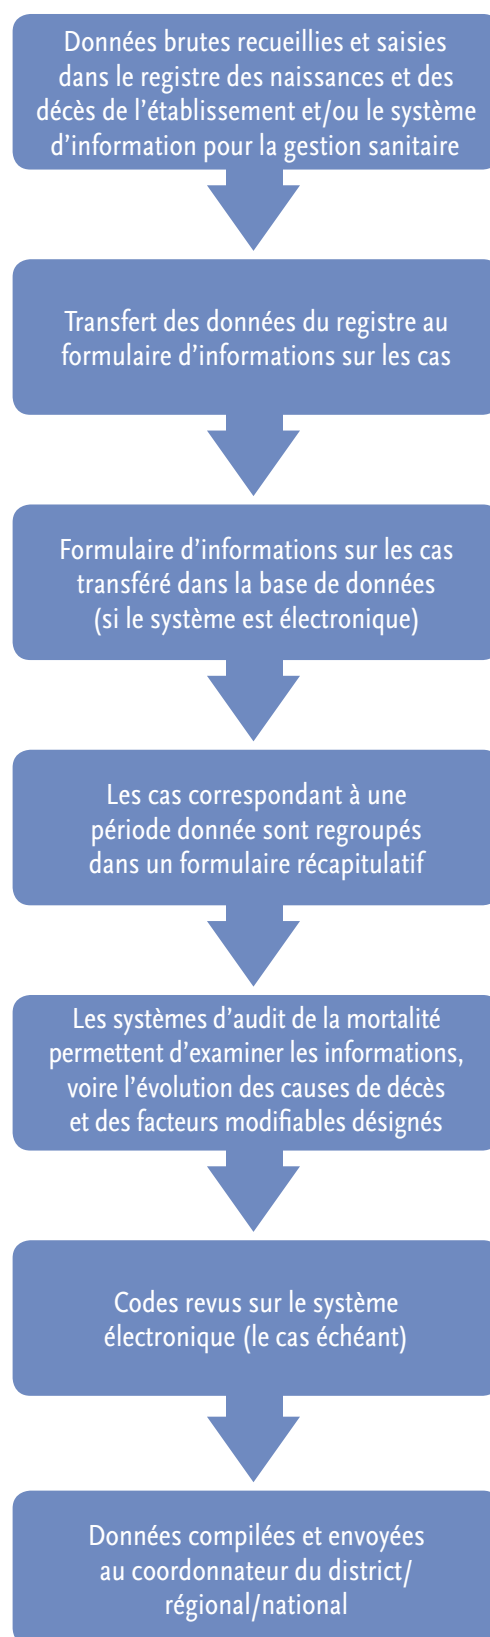 Données brutes recueillies et saisies
dans le registre des naissances et des
décès de l’établissement et/ou le système
d’information pour la gestion sanitaire
Transfert des données du registre au
formulaire d’informations sur les cas
Formulaire d’informations sur les cas
transféré dans la base de données
(si le système est électronique)
Les cas correspondant à une
période donnée sont regroupés
dans un formulaire récapitulatif
Les systèmes d’audit de la mortalité
permettent d’examiner les informations,
voire l’évolution des causes de décès
et des facteurs modifiables désignés
Codes revus sur le système
électronique (le cas échéant)
Données compilées et envoyées
au coordonnateur du district/
régional/national